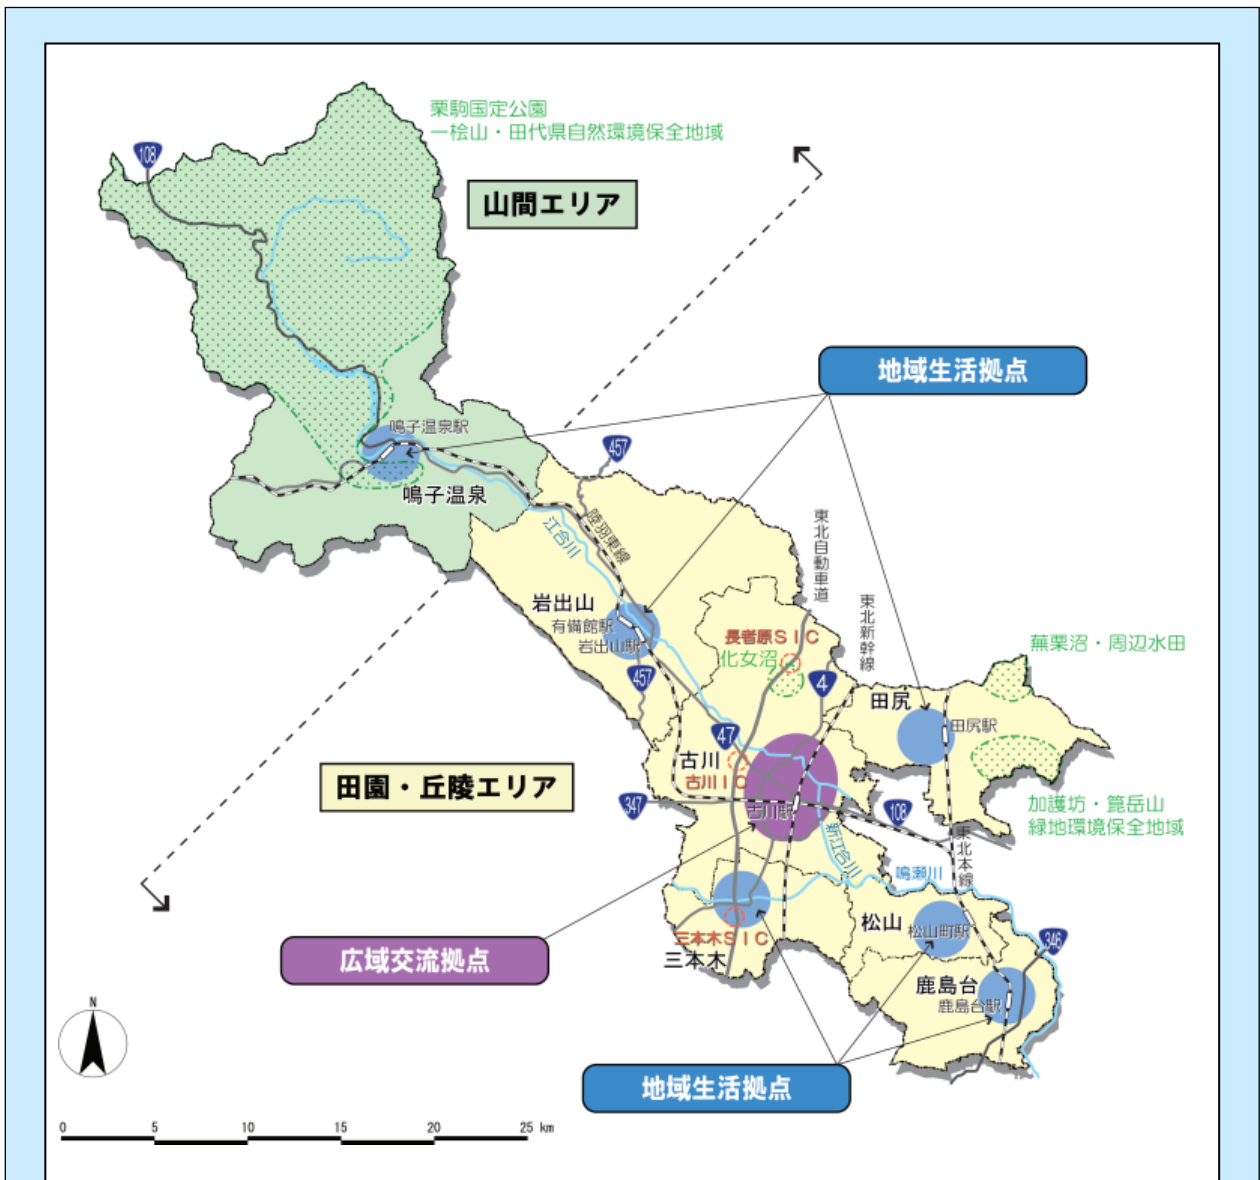 栗駒国定公園
一桧山・田代県自然環境保全地域
108
山間エリア
地域生活拠点
鳴子温泉駅
457
鳴子温泉
江合川
陸羽東線
東北自動車道
岩出山
有備館駅
岩出山駅
長者原SIC
化女沼
東北新幹線
蕪栗沼・周辺水田
457
4
田尻
田尻駅
47
古川
古川IC
田園・丘陵エリア
347
古川駅
108
加護坊・箟岳山
緑地環境保全地域
新江合川
東北本線
鳴瀬川
松山
松山町駅
三本木SIC
三本木
346
広域交流拠点
鹿島台
鹿島台駅
N
地域生活拠点
0 5 10 15 20 25 km